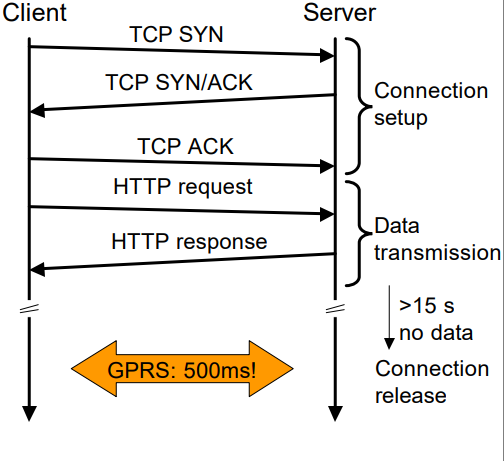 Client
Server
TCP SYN
TCP SYN/ACK
Connection
setup
TCP ACK
HTTP request
HTTP response
Data
transmission
>15 s
no data
GPRS: 500ms!
Connection
release